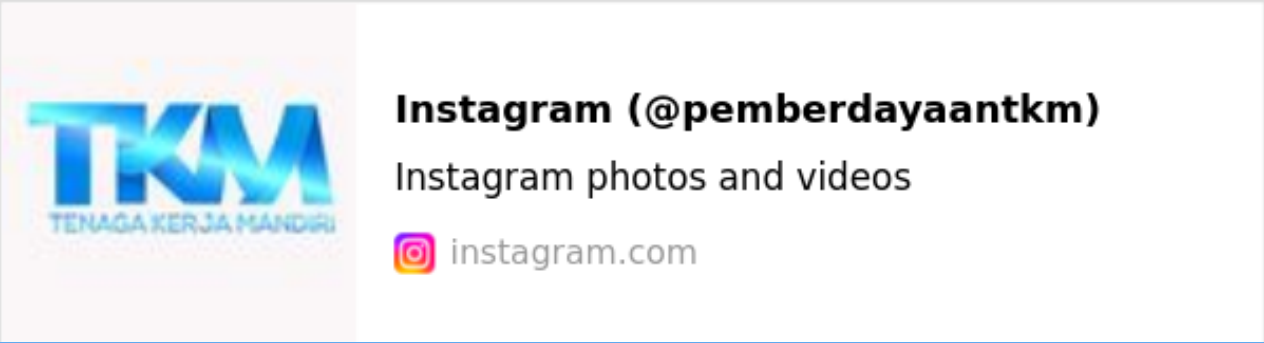 TKM
TENAGA KERJA MANDIRI
Instagram (@pemberdayaantkm)
Instagram photos and videos
instagram.com